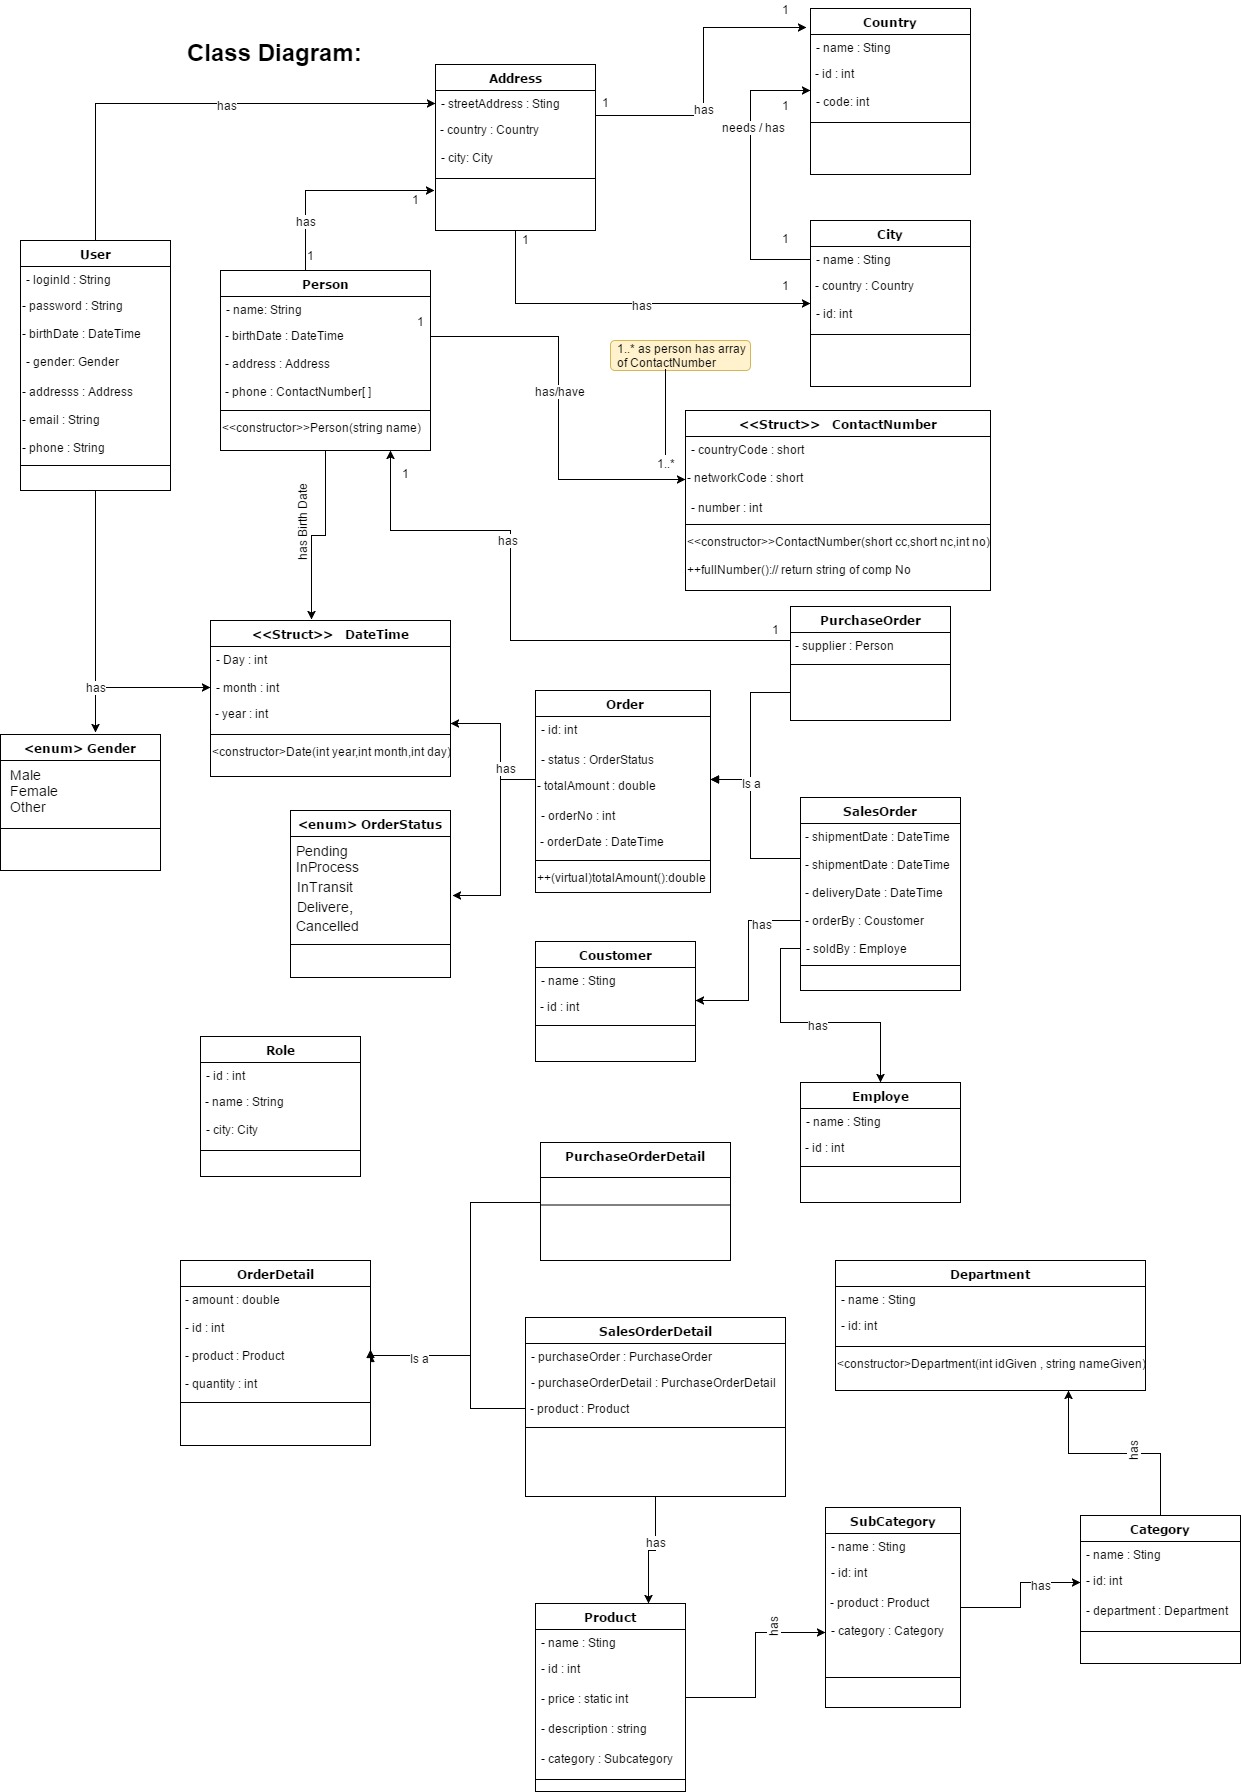 Class Diagram:
Country
- name : Sting
- id : int
- code: int
1
1
has
1
needs / has
Address
- streetAddress : Sting
- country : Country
- city: City
1
has
1
has
1
City
- name : Sting
- country : Country
- id: int
1
1
1
has
User
- loginId : String
- password : String
- birthDate : DateTime
- gender: Gender
- addresss : Address
- email : String
- phone : String
Person
- name: String
- birthDate : DateTime
- address : Address
- phone : ContactNumber[ ]
<<constructor>>Person(string name)
1
has/have
1..* as person has array
of ContactNumber
1..*
<<Struct>> ContactNumber
- countryCode : short
- networkCode : short
- number : int
<<constructor>>ContactNumber(short cc,short nc,int no)
++fullNumber():// return string of comp No
has Birth Date
1
has
1
PurchaseOrder
- supplier : Person
<<Struct>> DateTime
- Day : int
- month : int
- year : int
<constructor>Date(int year,int month,int day)
has
<enum> Gender
Male
Female
Other
Order
- id: int
- status : OrderStatus
- totalAmount : double
- orderNo : int
- orderDate : DateTime
++(virtual)totalAmount():double
has
Is a
<enum> OrderStatus
Pending
InProcess
InTransit
Delivere,
Cancelled
SalesOrder
- shipmentDate : DateTime
- shipmentDate : DateTime
- deliveryDate : DateTime
- orderBy : Coustomer
- soldBy : Employe
has
has
Coustomer
- name : Sting
- id : int
Role
- id : int
- name : String
- city: City
Employe
- name : Sting
- id : int
PurchaseOrderDetail
OrderDetail
- amount : double
- id : int
- product : Product
- quantity : int
Is a
SalesOrderDetail
- purchaseOrder : PurchaseOrder
- purchaseOrderDetail : PurchaseOrderDetail
- product : Product
Department
- name : Sting
- id: int
<constructor>Department(int idGiven , string nameGiven)
has
has
SubCategory
- name : Sting
- id: int
- product : Product
- category : Category
has
Category
- name : Sting
- id: int
- department : Department
Product
- name : Sting
- id : int
- price : static int
- description : string
- category : Subcategory
has